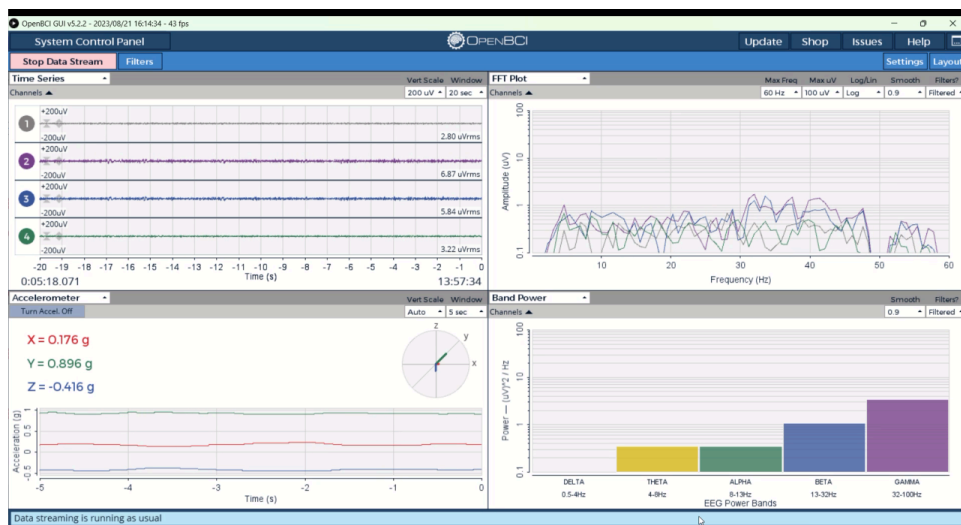 OpenBCI GUI v5.2.2 - 2023/08/21 16:14:34 - 43 fps
System Control Panel
OPENBCI
Update Shop Issues Help
Stop Data Stream Filters
Settings Layout
Time Series
Vert Scale Window
Channels
200 uV 20 sec
+200uV
1
-200uV
2.80 uVrms
+200uV
2
-200uV
6.87 uVrms
+200uV
3
-200uV
5.84 uVrms
+200uV
4
-200uV
3.22 uVrms
-20 -19 -18 -17 -16 -15 -14 -13 -12 -11 -10 -9 -8 -7 -6 -5 -4 -3 -2 -1 0
Time (s)
0:05:18.071
13:57:34
FFT Plot
Max Freq Max uV Log/Lin Smooth Filters?
Channels
60 Hz 100 uV Log 0.9 Filtered
100
10
1
0.1
Amplitude (uV)
10 20 30 40 50 60
Frequency (Hz)
Accelerometer
Vert Scale Window
Turn Accel. Off
Auto 5 sec
X = 0.176 g
Y = 0.896 g
Z = -0.416 g
z
y
x
Acceleration (g)
1
0.5
0
-0.5
-5 -4 -3 -2 -1 0
Time (s)
Band Power
Smooth Filters?
Channels
0.9 Filtered
100
10
1
0.1
Power — (uV)^2 / Hz
DELTA THETA ALPHA BETA GAMMA
0.5-4Hz 4-8Hz 8-13Hz 13-32Hz 32-100Hz
EEG Power Bands
Data streaming is running as usual